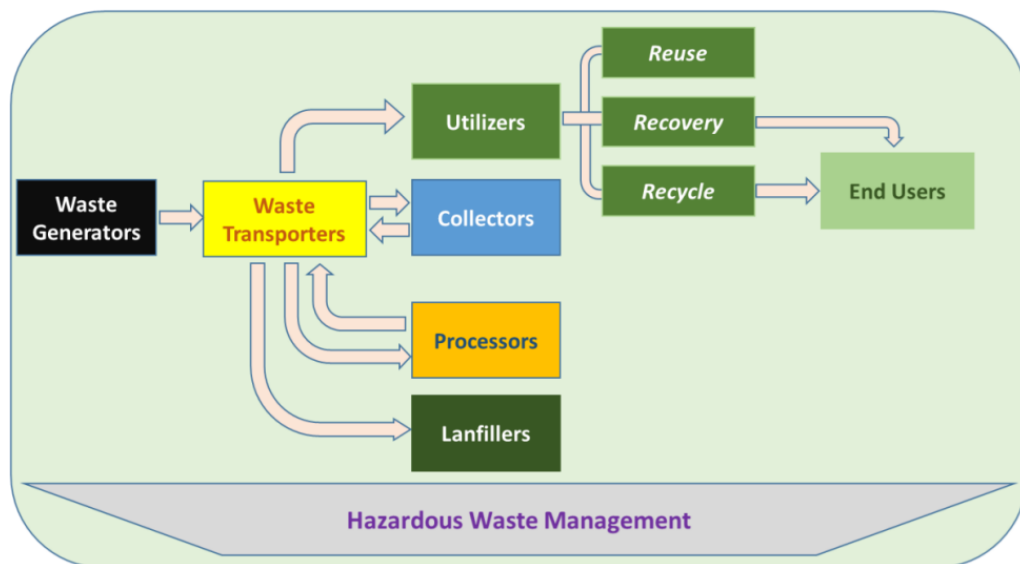 Reuse
Utilizers
Recovery
Waste
Generators
Waste
Transporters
Collectors
Recycle
End Users
Processors
Lanfillers
Hazardous Waste Management